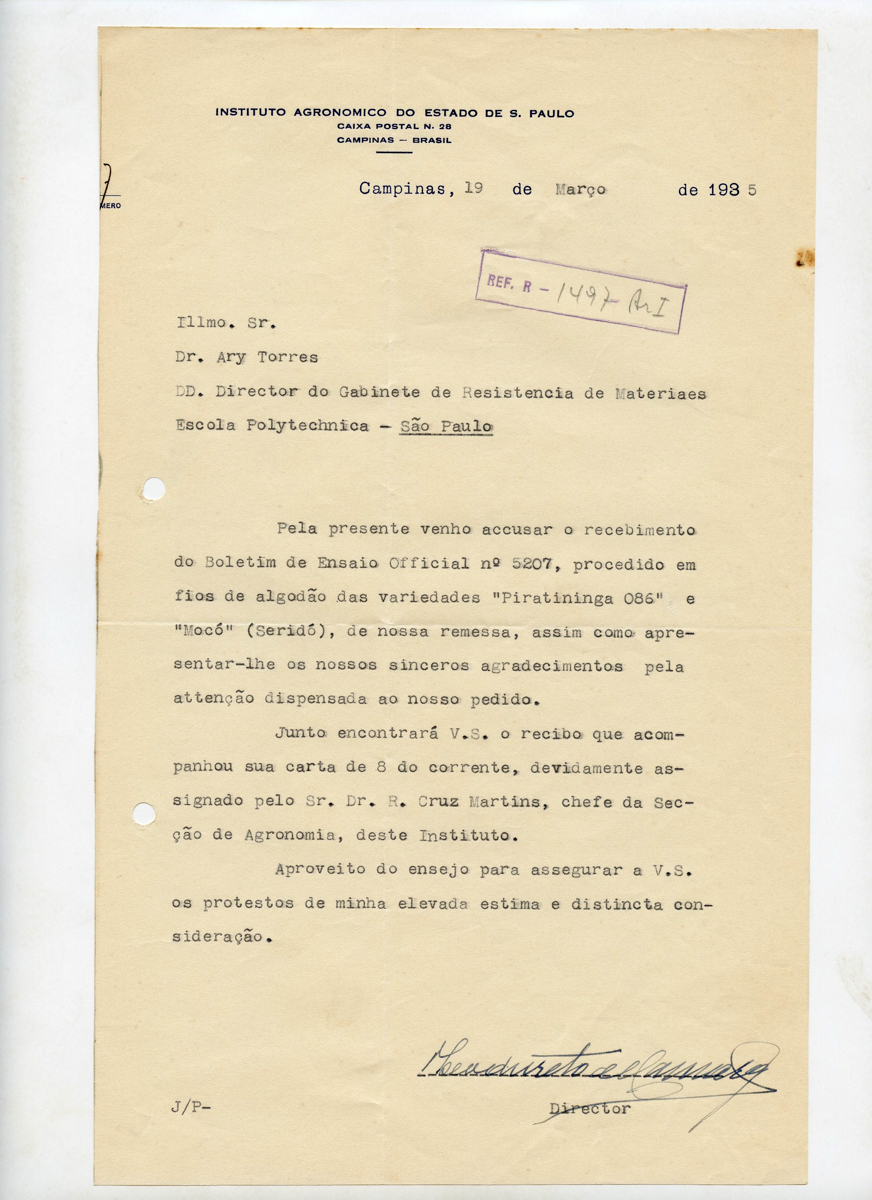 INSTITUTO AGRONOMICO DO ESTADO DE S. PAULO
CAIXA POSTAL N. 28
CAMPINAS — BRASIL
7
MERO
Campinas, 19 de Março de 1935
REF. R - 1497 Ar I
Illmo. Sr.
Dr. Ary Torres
DD. Director do Gabinete de Resistencia de Materiaes
Escola Polytechnica - São Paulo
Pela presente venho accusar o recebimento
do Boletim de Ensaio Official nº 5207, procedido em
fios de algodão das variedades "Piratininga 086" e
"Mocó" (Seridó), de nossa remessa, assim como apre-
sentar-lhe os nossos sinceros agradecimentos pela
attenção dispensada ao nosso pedido.
Junto encontrará V.S. o recibo que acom-
panhou sua carta de 8 do corrente, devidamente as-
signado pelo Sr. Dr. R. Cruz Martins, chefe da Sec-
ção de Agronomia, deste Instituto.
Aproveito do ensejo para assegurar a V.S.
os protestos de minha elevada estima e distincta con-
sideração.
Theodureto de Camargo
J/P-
Director